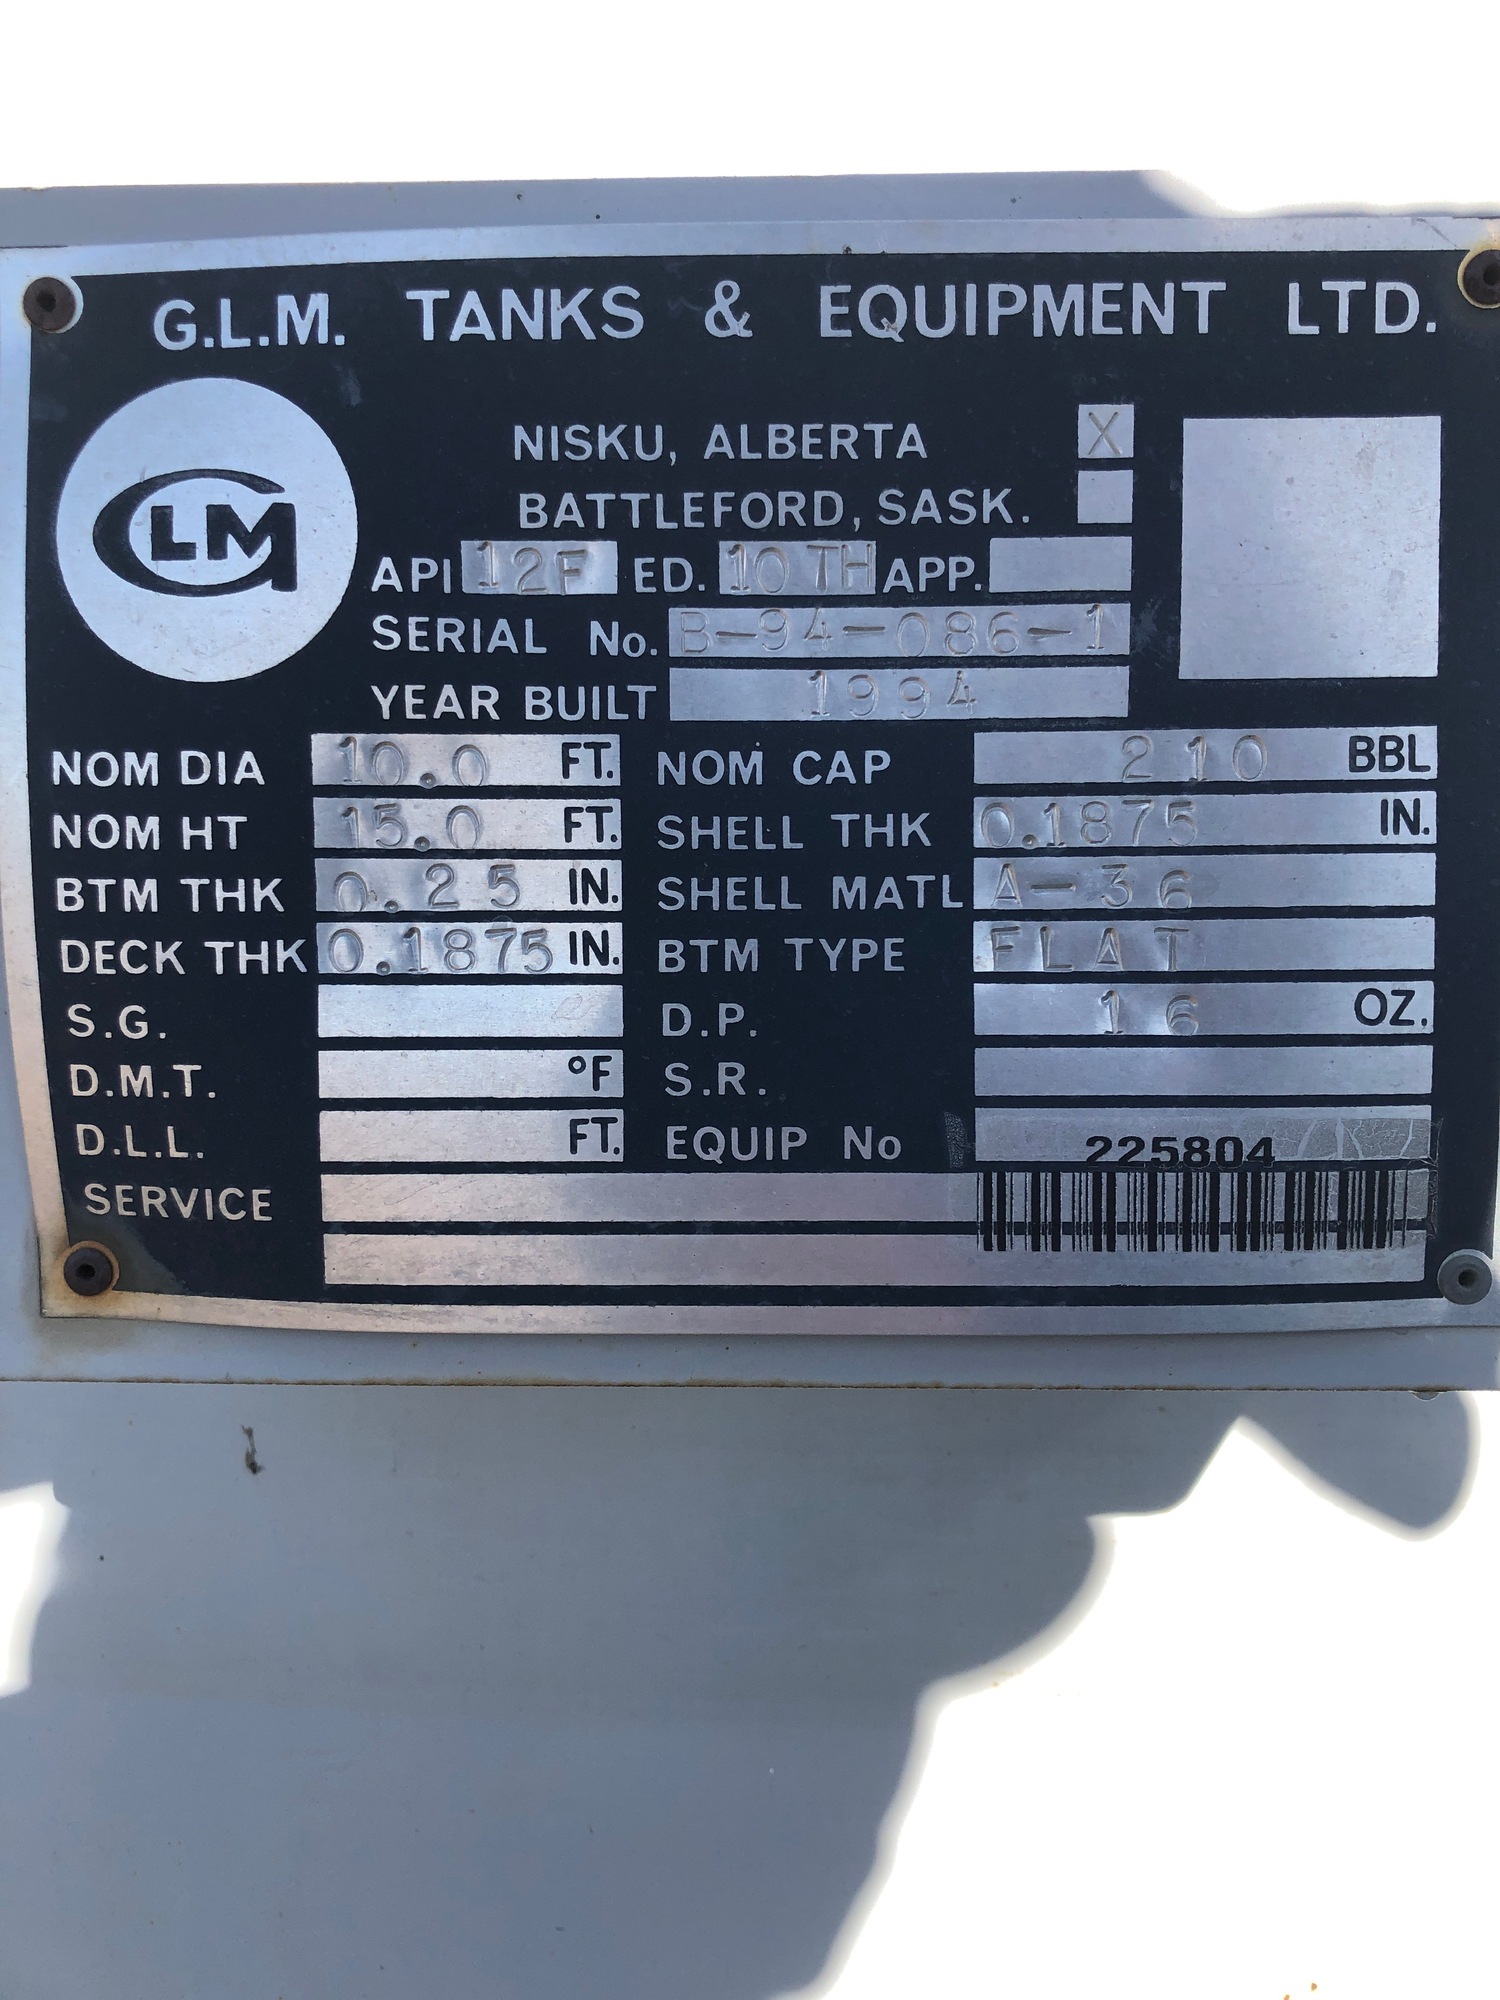 G.L.M. TANKS & EQUIPMENT LTD.
GLM
NISKU, ALBERTA X
BATTLEFORD, SASK.
API 12F ED. 10TH APP.
SERIAL No. B-94-086-1
YEAR BUILT 1994
NOM DIA 10.0 FT. NOM CAP 210 BBL
NOM HT 15.0 FT. SHELL THK 0.1875 IN.
BTM THK 0.25 IN. SHELL MATL A-36
DECK THK 0.1875 IN. BTM TYPE FLAT
S.G. D.P. 16 OZ.
D.M.T. °F S.R.
D.L.L. FT. EQUIP No 225804
SERVICE